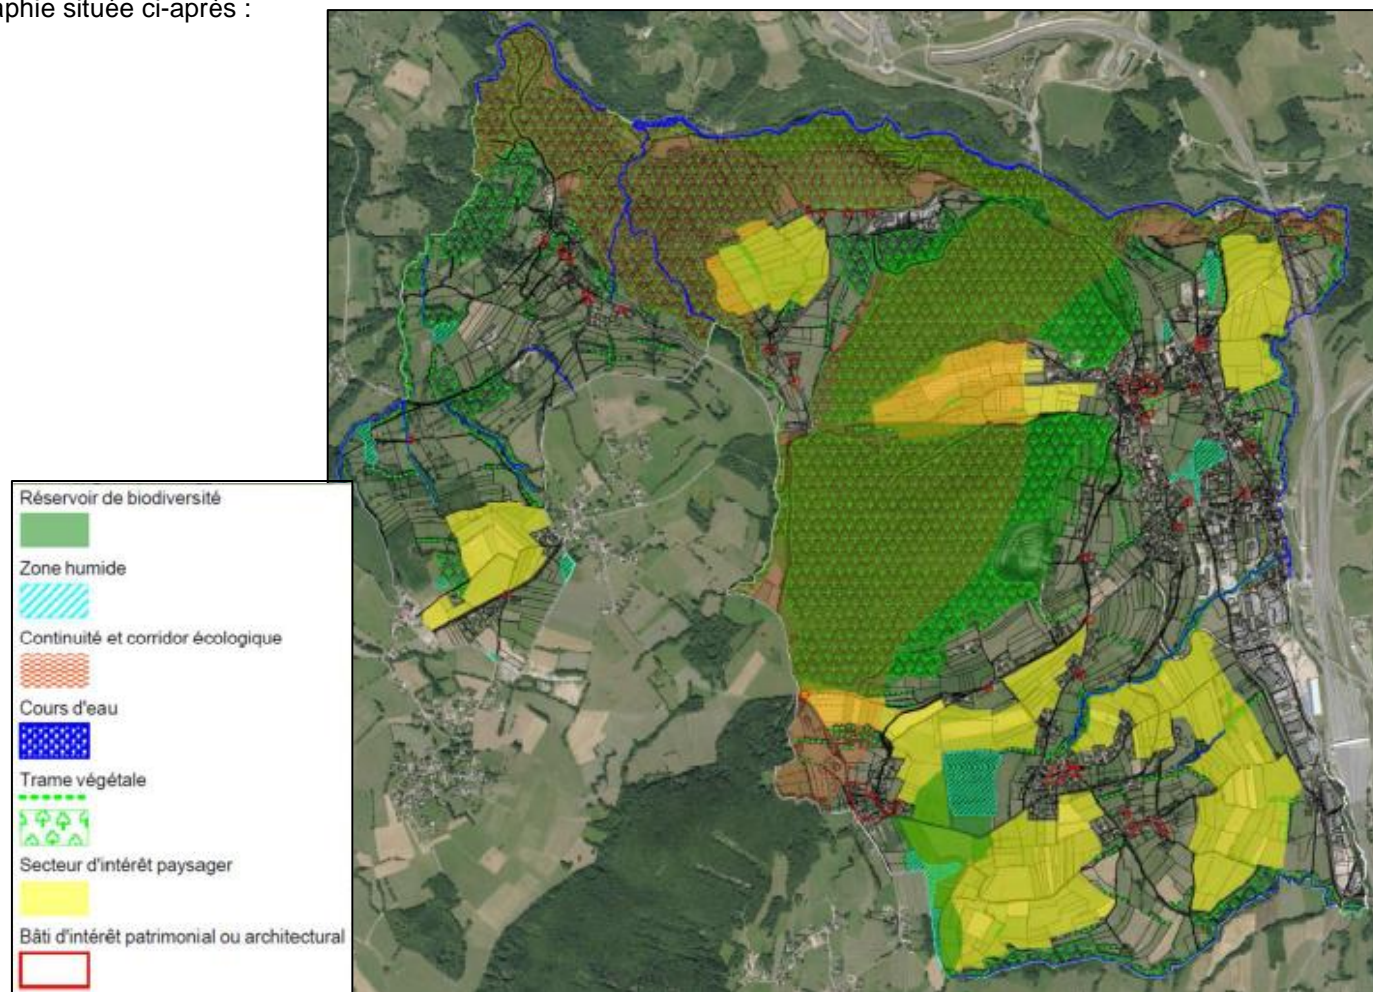 aphie située ci-après :
Réservoir de biodiversité
Zone humide
Continuité et corridor écologique
Cours d'eau
Trame végétale
Secteur d'intérêt paysager
Bâti d'intérêt patrimonial ou architectural